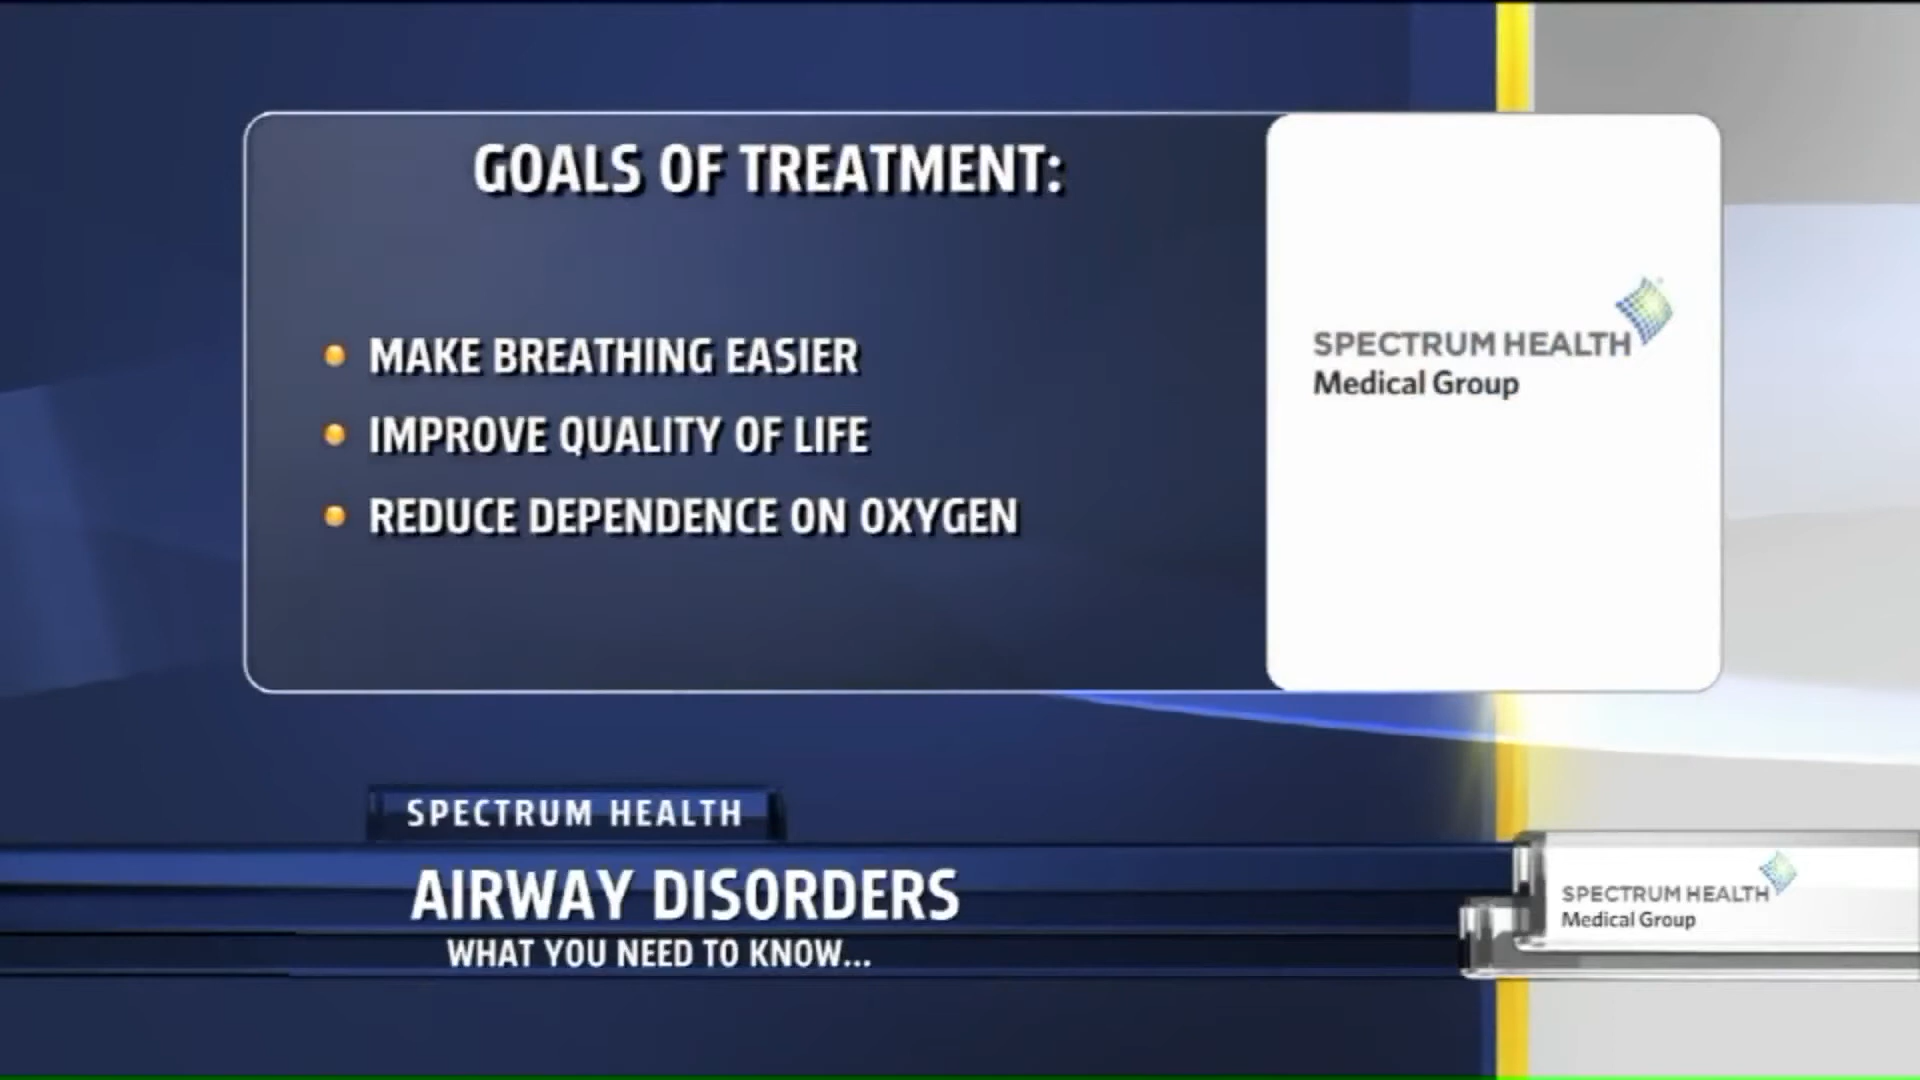 GOALS OF TREATMENT:
MAKE BREATHING EASIER
IMPROVE QUALITY OF LIFE
REDUCE DEPENDENCE ON OXYGEN
SPECTRUM HEALTH
Medical Group
SPECTRUM HEALTH
AIRWAY DISORDERS
WHAT YOU NEED TO KNOW...
SPECTRUM HEALTH
Medical Group